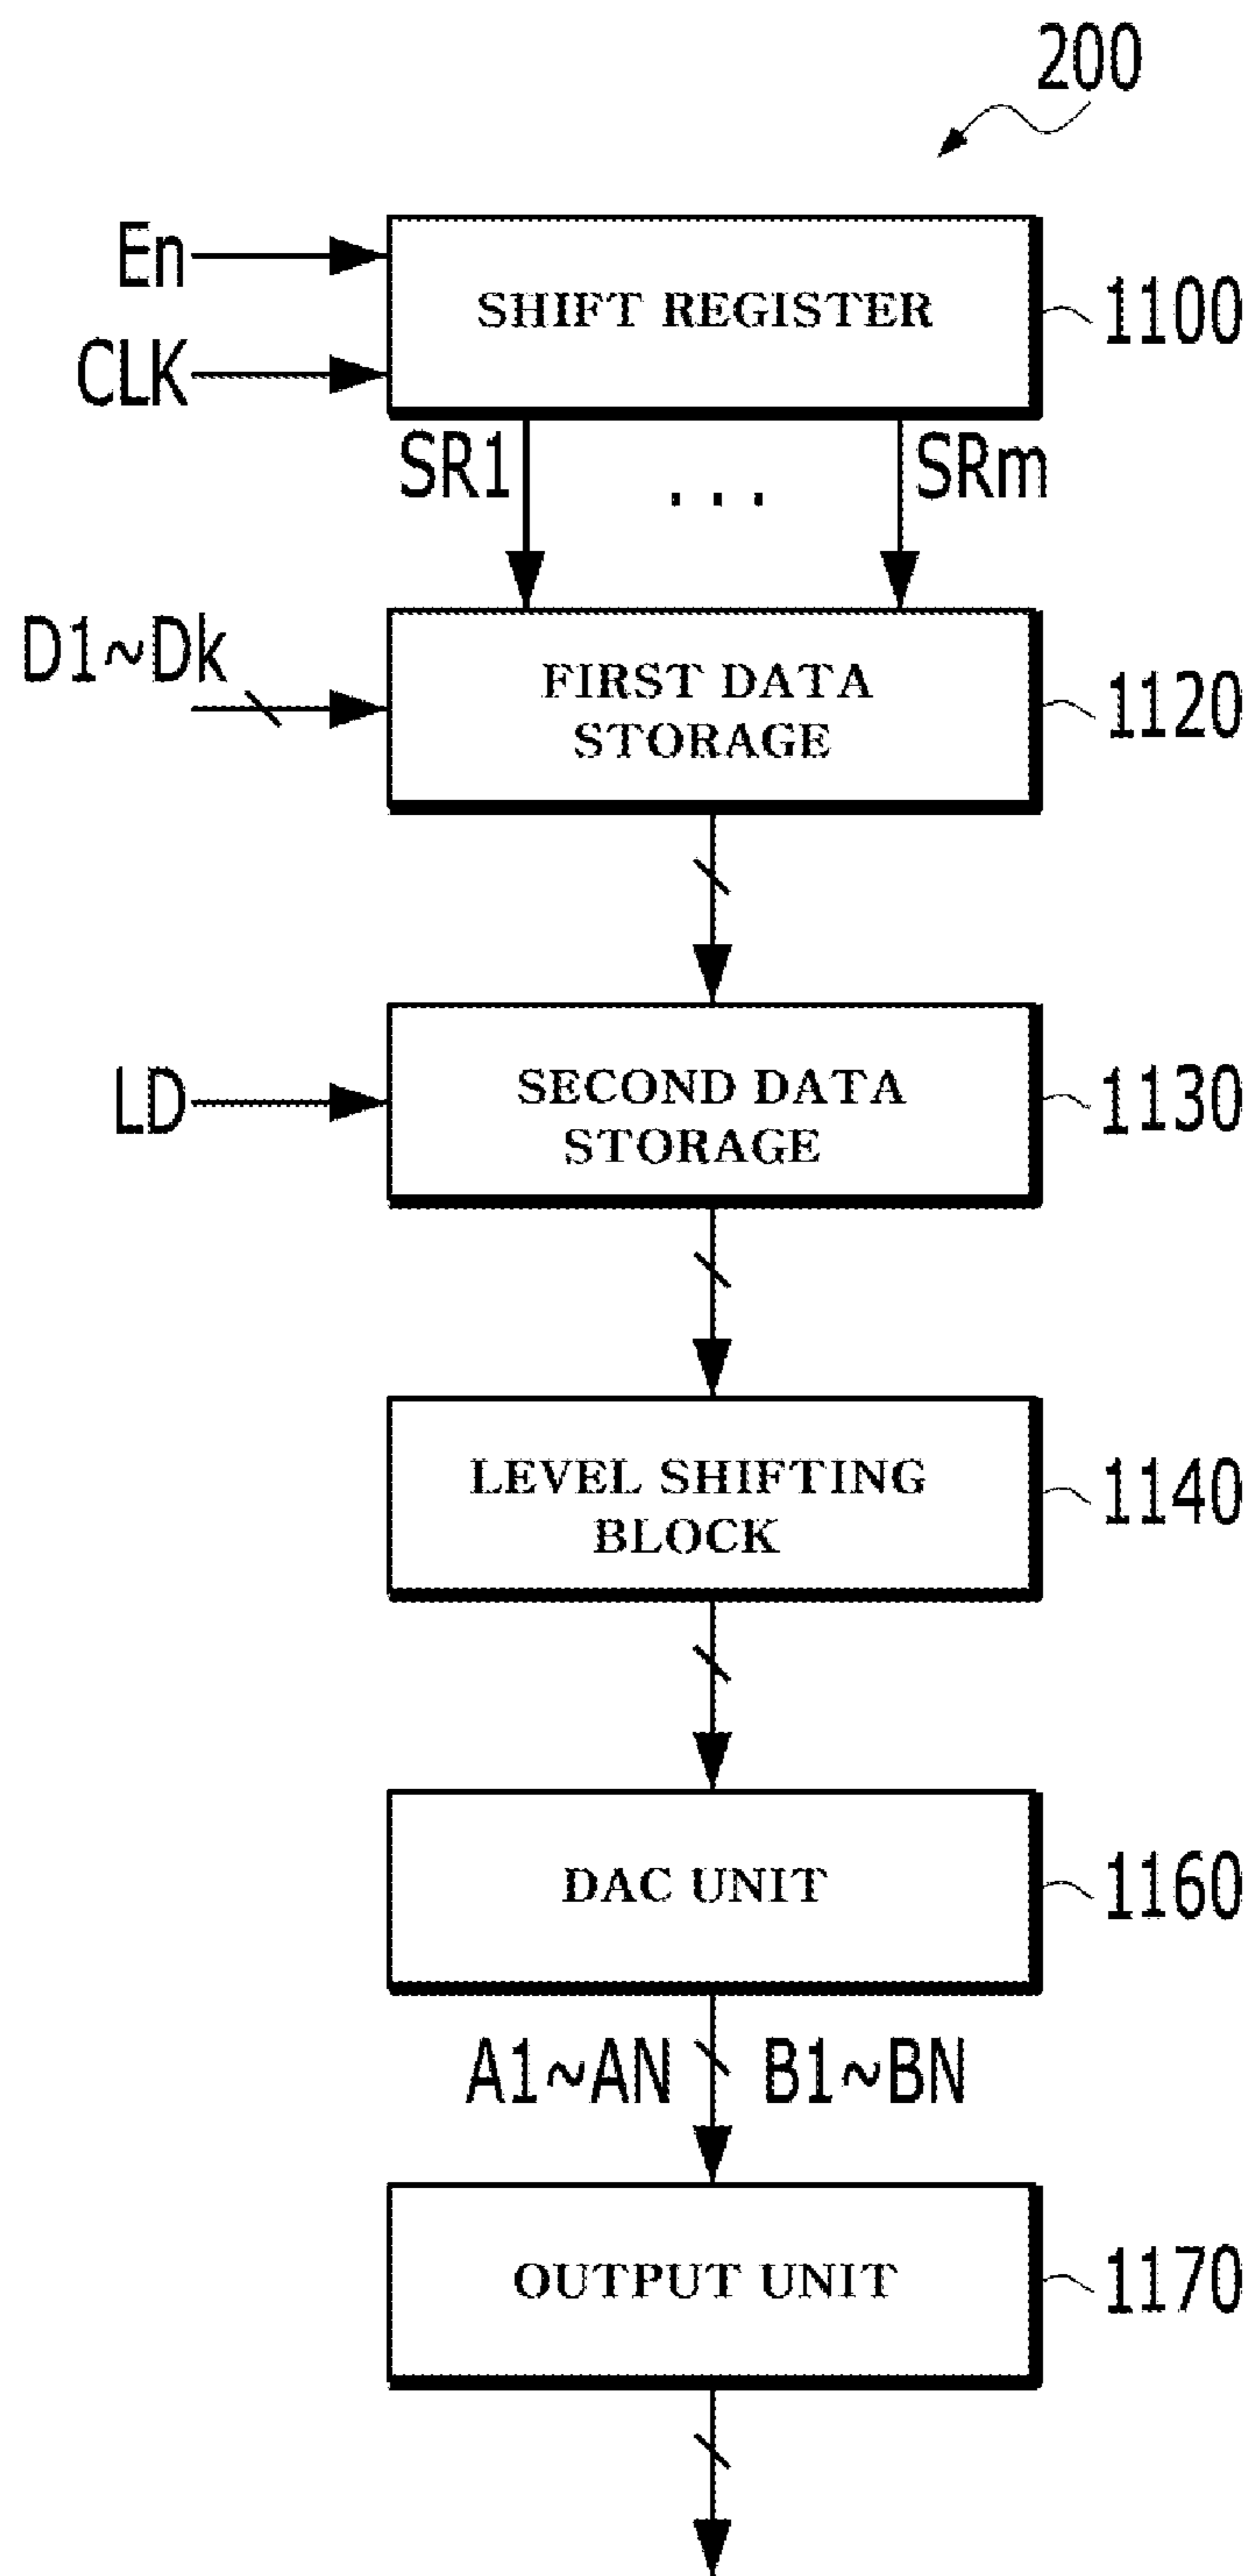 200
En
SHIFT REGISTER
1100
CLK
SR1
...
SRm
D1~Dk
FIRST DATA
STORAGE
1120
LD
SECOND DATA
STORAGE
1130
LEVEL SHIFTING
BLOCK
1140
DAC UNIT
1160
A1~AN
B1~BN
OUTPUT UNIT
1170